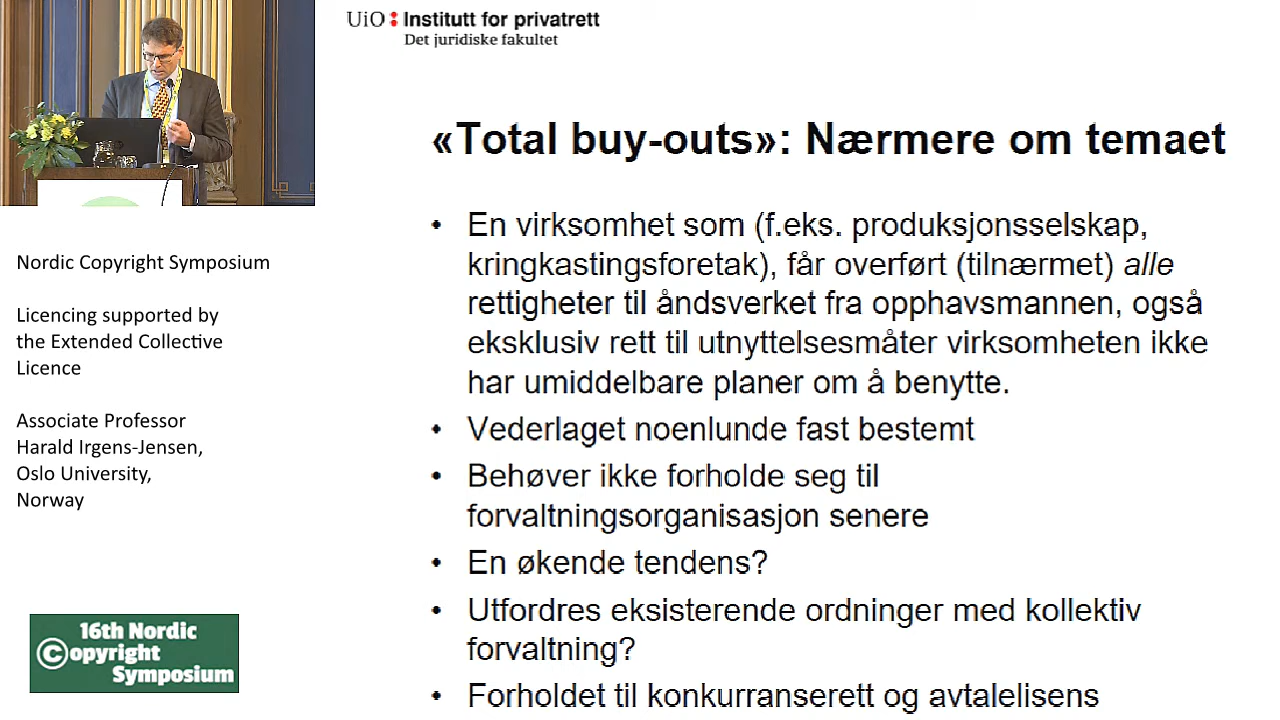 UiO Institutt for privatrett
Det juridiske fakultet
«Total buy-outs»: Nærmere om temaet
• En virksomhet som (f.eks. produksjonsselskap,
kringkastingsforetak), får overført (tilnærmet) alle
rettigheter til åndsverket fra opphavsmannen, også
eksklusiv rett til utnyttelsesmåter virksomheten ikke
har umiddelbare planer om å benytte.
• Vederlaget noenlunde fast bestemt
• Behøver ikke forholde seg til
forvaltningsorganisasjon senere
• En økende tendens?
• Utfordres eksisterende ordninger med kollektiv
forvaltning?
• Forholdet til konkurranserett og avtalelisens
Nordic Copyright Symposium
Licencing supported by
the Extended Collective
Licence
Associate Professor
Harald Irgens-Jensen,
Oslo University,
Norway
16th Nordic
©opyright
Symposium